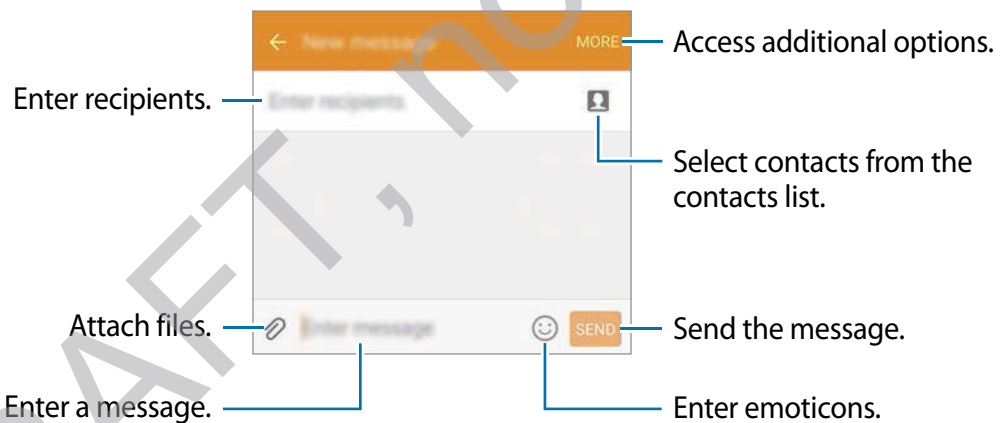 New message
MORE
Access additional options.
Enter recipients.
Enter recipients
Select contacts from the
contacts list.
Attach files.
Enter message
SEND
Send the message.
Enter a message.
Enter emoticons.